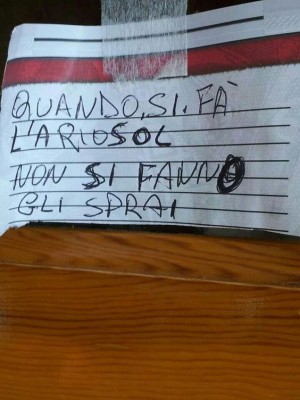 QUANDO, SI. FÀ
L'ARIOSOL
NON SI FANNO
GLI SPRAI